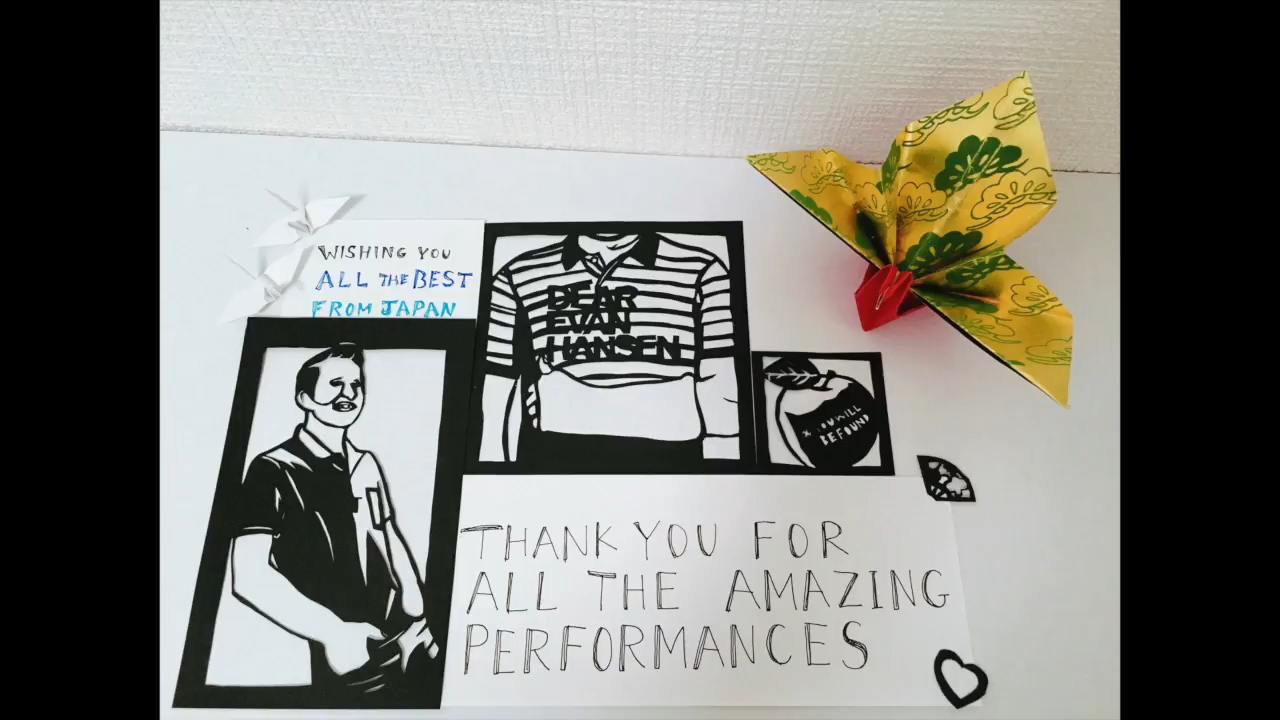 WISHING YOU
ALL THE BEST
FROM JAPAN
DEAR
EVAN
HANSEN
YOU WILL
BE FOUND
THANK YOU FOR
ALL THE AMAZING
PERFORMANCES